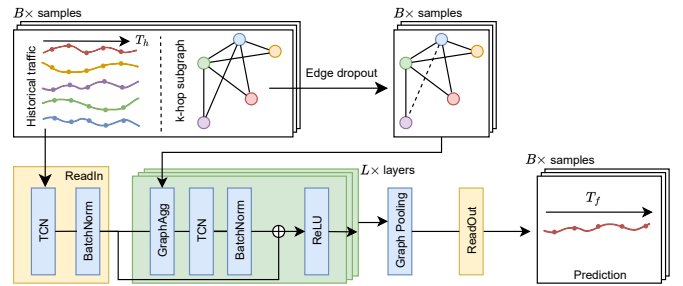 B× samples
B× samples
Historical traffic
T_h
k-hop subgraph
Edge dropout
ReadIn
TCN
BatchNorm
L× layers
GraphAgg
TCN
BatchNorm
ReLU
Graph Pooling
ReadOut
B× samples
T_f
Prediction